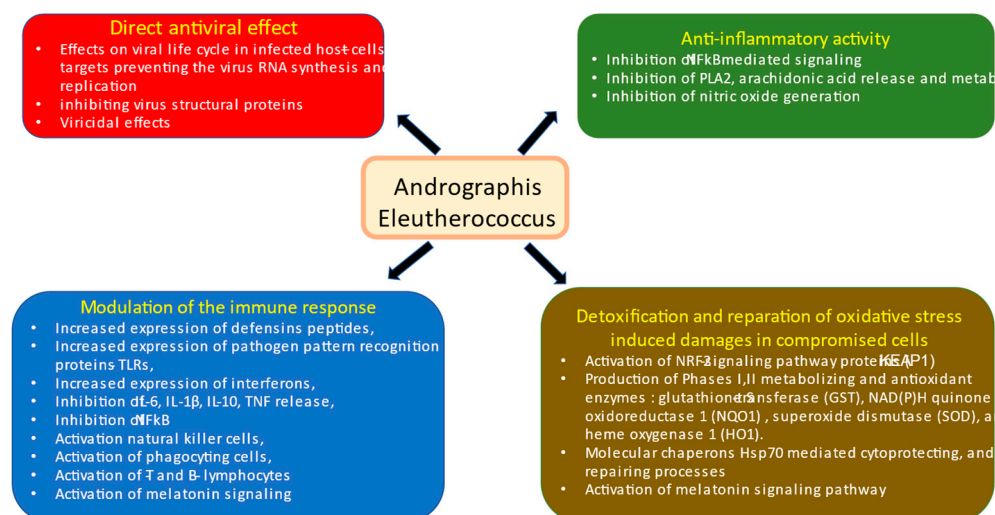 Direct antiviral effect
• Effects on viral life cycle in infected host-cells
targets preventing the virus RNA synthesis and
replication
• inhibiting virus structural proteins
• Viricidal effects
Anti-inflammatory activity
• Inhibition of NFkB mediated signaling
• Inhibition of PLA2, arachidonic acid release and metab
• Inhibition of nitric oxide generation
Andrographis
Eleutherococcus
Modulation of the immune response
• Increased expression of defensins peptides,
• Increased expression of pathogen pattern recognition
proteins TLRs,
• Increased expression of interferons,
• Inhibition of IL-6, IL-1β, IL-10, TNF release,
• Inhibition of NFkB
• Activation natural killer cells,
• Activation of phagocyting cells,
• Activation of T- and B- lymphocytes
• Activation of melatonin signaling
Detoxification and reparation of oxidative stress
induced damages in compromised cells
• Activation of NRF-2 signaling pathway proteins (KEAP1)
• Production of Phases I,II metabolizing and antioxidant
enzymes : glutathione-S-transferase (GST), NAD(P)H quinone
oxidoreductase 1 (NQO1) , superoxide dismutase (SOD), a
heme oxygenase 1 (HO1).
• Molecular chaperons Hsp70 mediated cytoprotecting, and
repairing processes
• Activation of melatonin signaling pathway